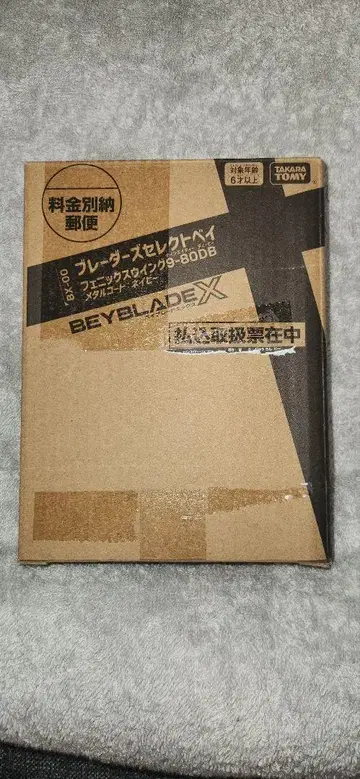 料金別納
郵便
対象年齢
6才以上
TAKARA
TOMY
BX-00
ブレーダーズセレクトベイ
フェニックスウイング9-80DB
メタルコート:ネイビー
BEYBLADE X
払込取扱票在中